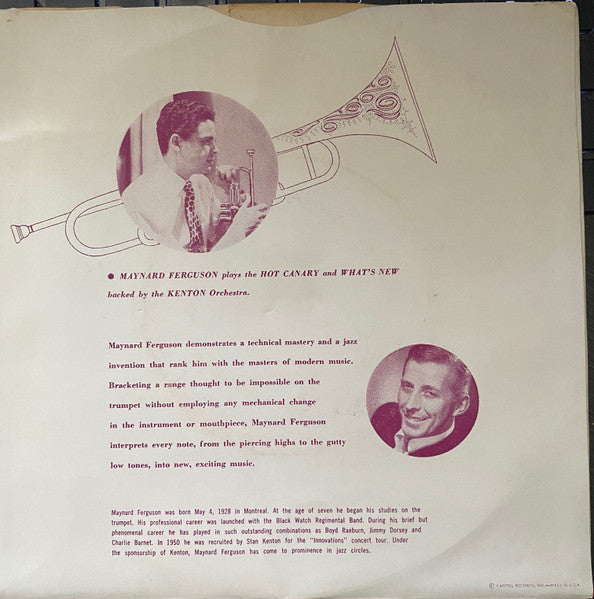 ● MAYNARD FERGUSON plays the HOT CANARY and WHAT'S NEW
backed by the KENTON Orchestra.
Maynard Ferguson demonstrates a technical mastery and a jazz
invention that rank him with the masters of modern music.
Bracketing a range thought to be impossible on the
trumpet without employing any mechanical change
in the instrument or mouthpiece, Maynard Ferguson
interprets every note, from the piercing highs to the gutty
low tones, into new, exciting music.
Maynard Ferguson was born May 4, 1928 in Montreal. At the age of seven he began his studies on the
trumpet. His professional career was launched with the Black Watch Regimental Band. During his brief but
phenomenal career he has played in such outstanding combinations as Boyd Raeburn, Jimmy Dorsey and
Charlie Barnet. In 1950 he was recruited by Stan Kenton for the "Innovations" concert tour. Under
the sponsorship of Kenton, Maynard Ferguson has come to prominence in jazz circles.
© CAPITOL RECORDS, INC. U.S.A.